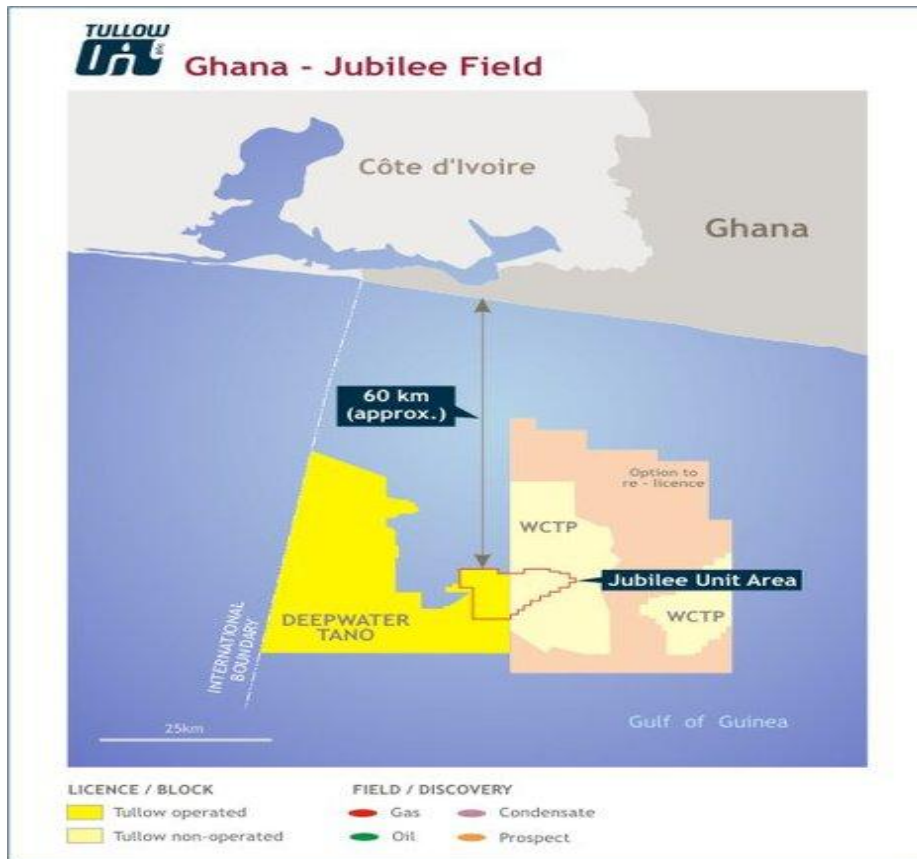 TULLOW
Oil plc
Ghana - Jubilee Field
Côte d'Ivoire
Ghana
60 km
(approx.)
Option to
re - licence
WCTP
Jubilee Unit Area
DEEPWATER
TANO
WCTP
INTERNATIONAL
BOUNDARY
25km
Gulf of Guinea
LICENCE / BLOCK
Tullow operated
Tullow non-operated
FIELD / DISCOVERY
Gas
Condensate
Oil
Prospect